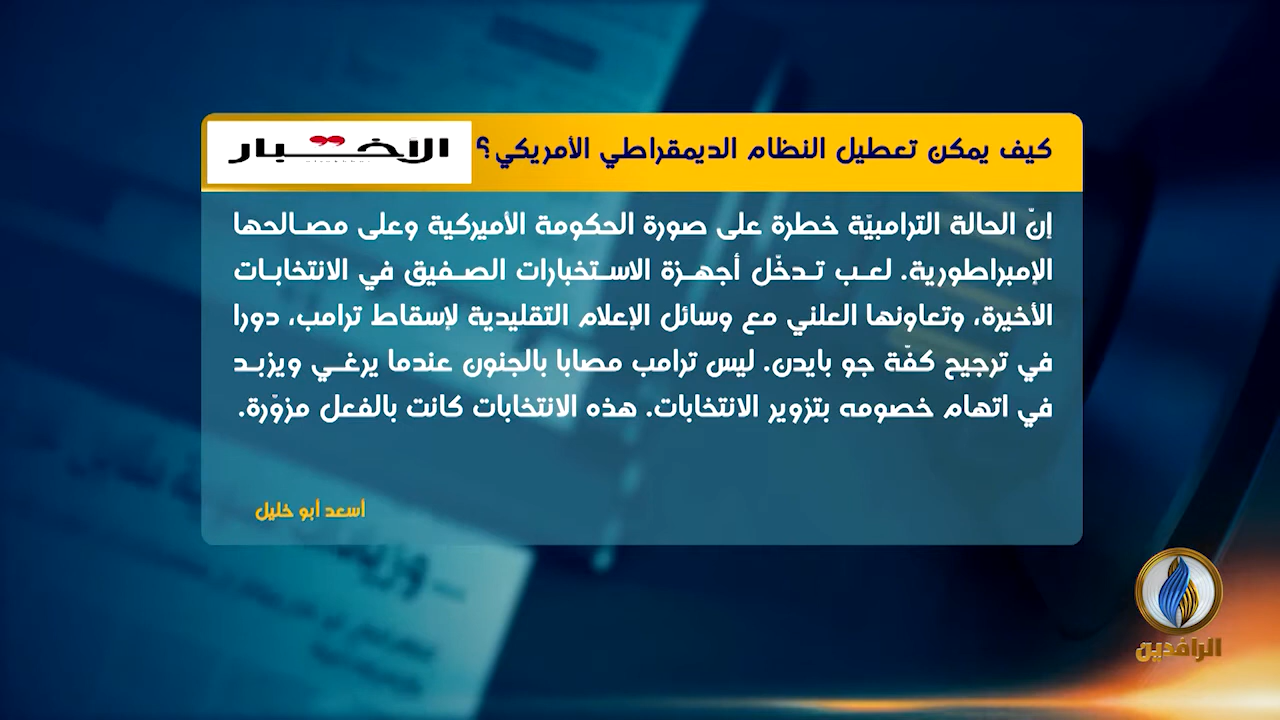 كيف يمكن تعطيل النظام الديمقراطي الأمريكي؟
الأخبار
إنّ الحالة الترامبيّة خطرة على صورة الحكومة الأميركية وعلى مصالحها
الإمبراطورية. لعب تدخّل أجهزة الاستخبارات الصفيق في الانتخابات
الأخيرة، وتعاونها العلني مع وسائل الإعلام التقليدية لإسقاط ترامب، دورا
في ترجيح كفّة جو بايدن. ليس ترامب مصابا بالجنون عندما يرغي ويزبد
في اتهام خصومه بتزوير الانتخابات. هذه الانتخابات كانت بالفعل مزوّرة.
أسعد أبو خليل
الرافدين